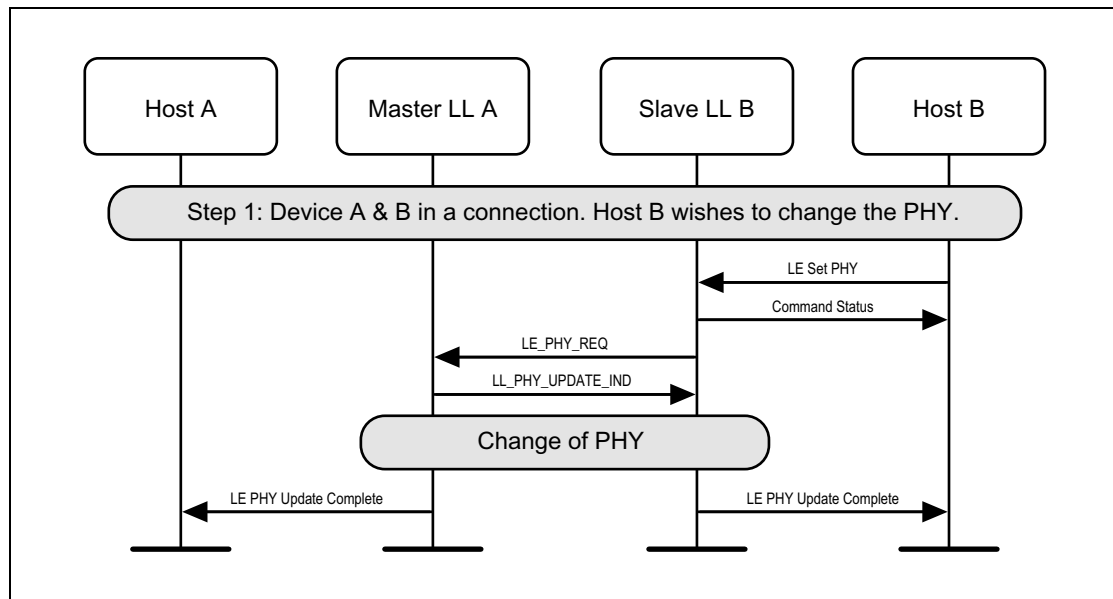 Host A
Master LL A
Slave LL B
Host B
Step 1: Device A & B in a connection. Host B wishes to change the PHY.
LE Set PHY
Command Status
LE_PHY_REQ
LL_PHY_UPDATE_IND
Change of PHY
LE PHY Update Complete
LE PHY Update Complete